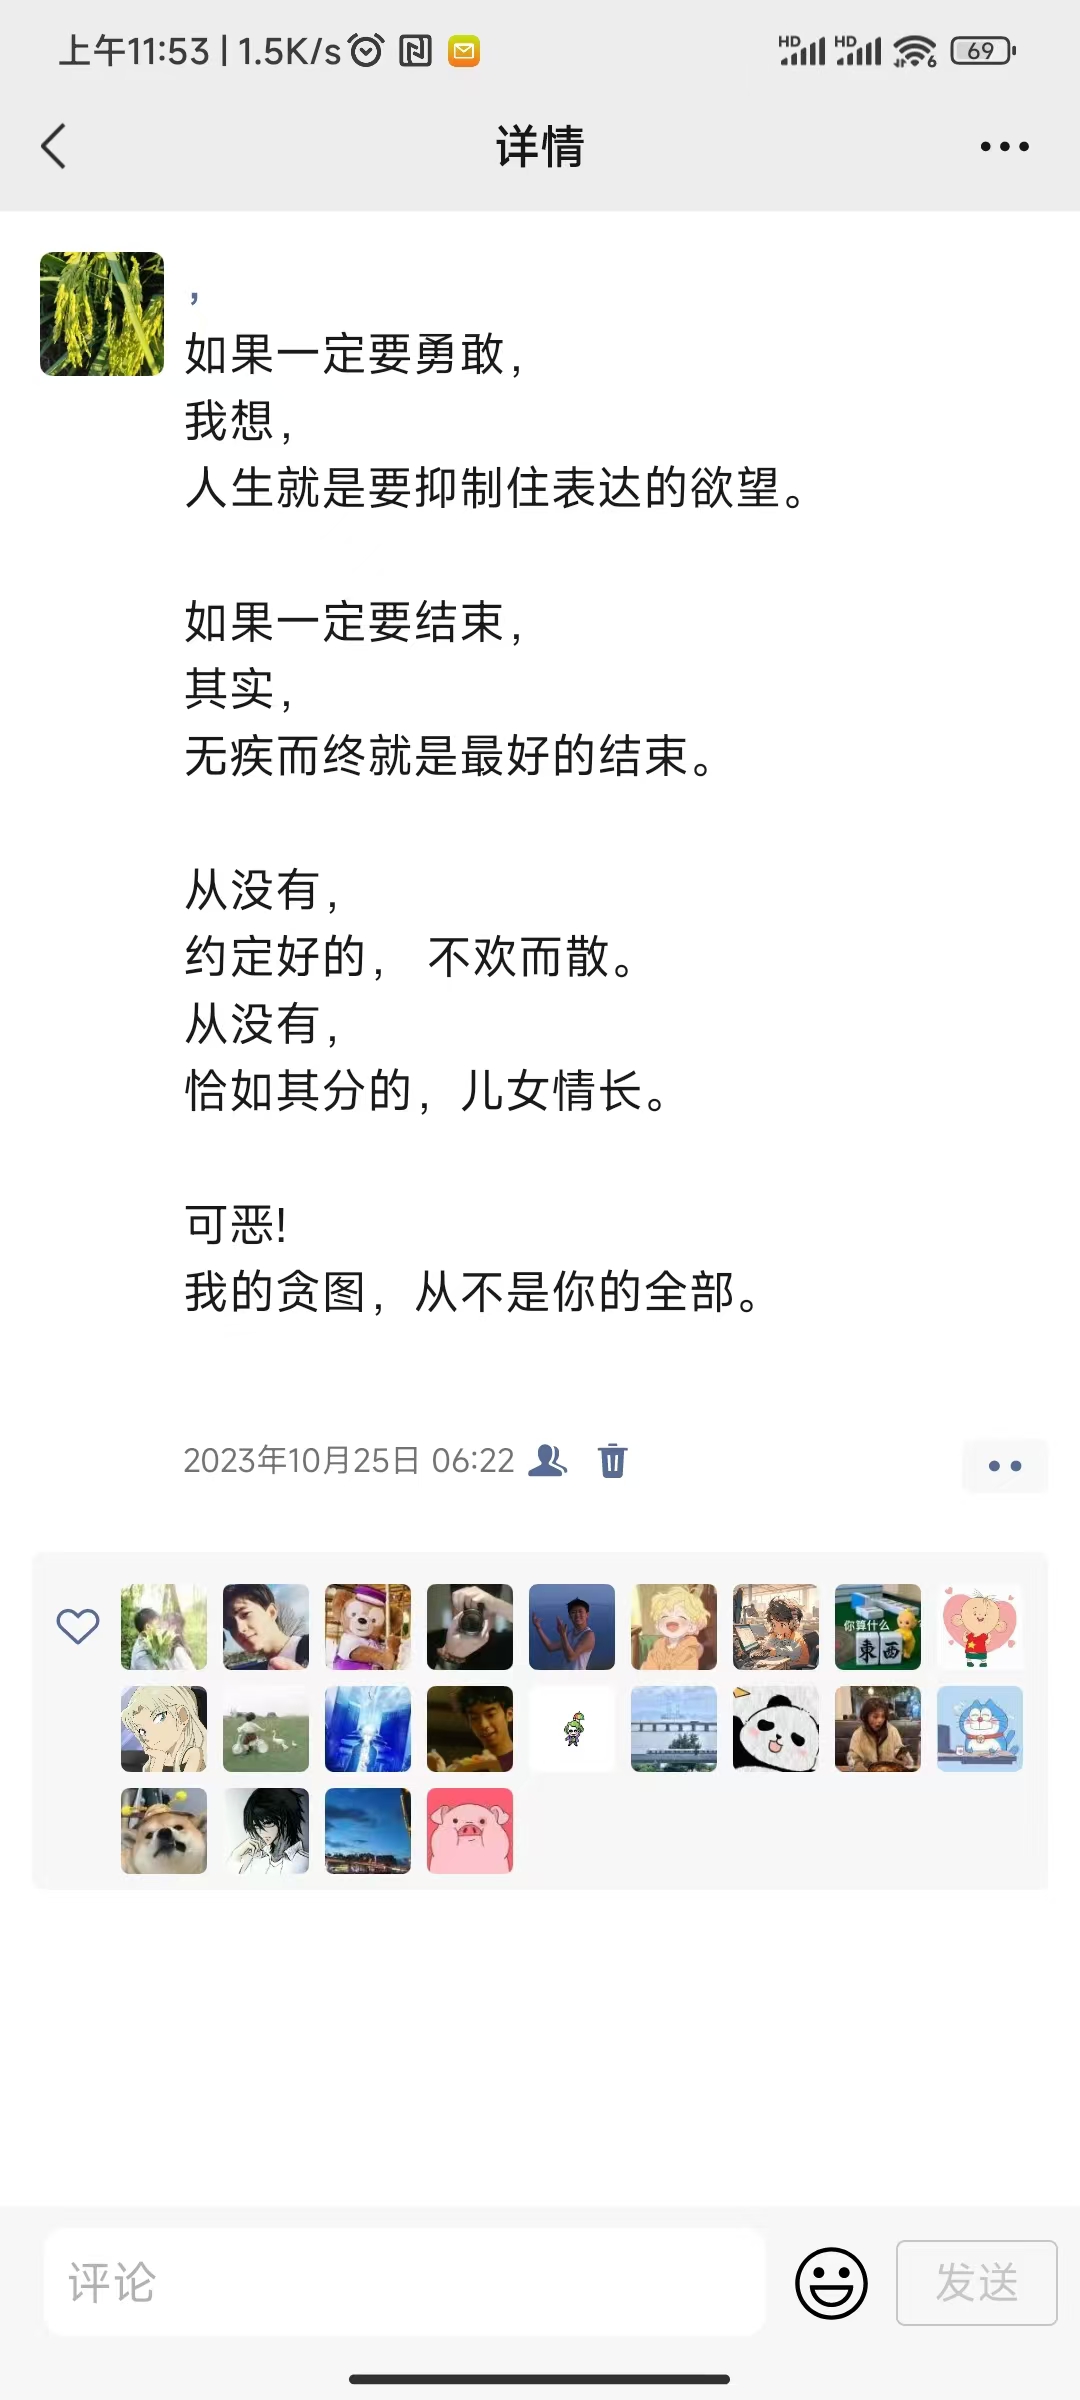 上午11:53 | 1.5K/s
HD HD 6 69
详情
,
如果一定要勇敢,
我想,
人生就是要抑制住表达的欲望。
如果一定要结束,
其实,
无疾而终就是最好的结束。
从没有,
约定好的, 不欢而散。
从没有,
恰如其分的, 儿女情长。
可恶!
我的贪图, 从不是你的全部。
2023年10月25日 06:22
你算什么
東西
评论
发送